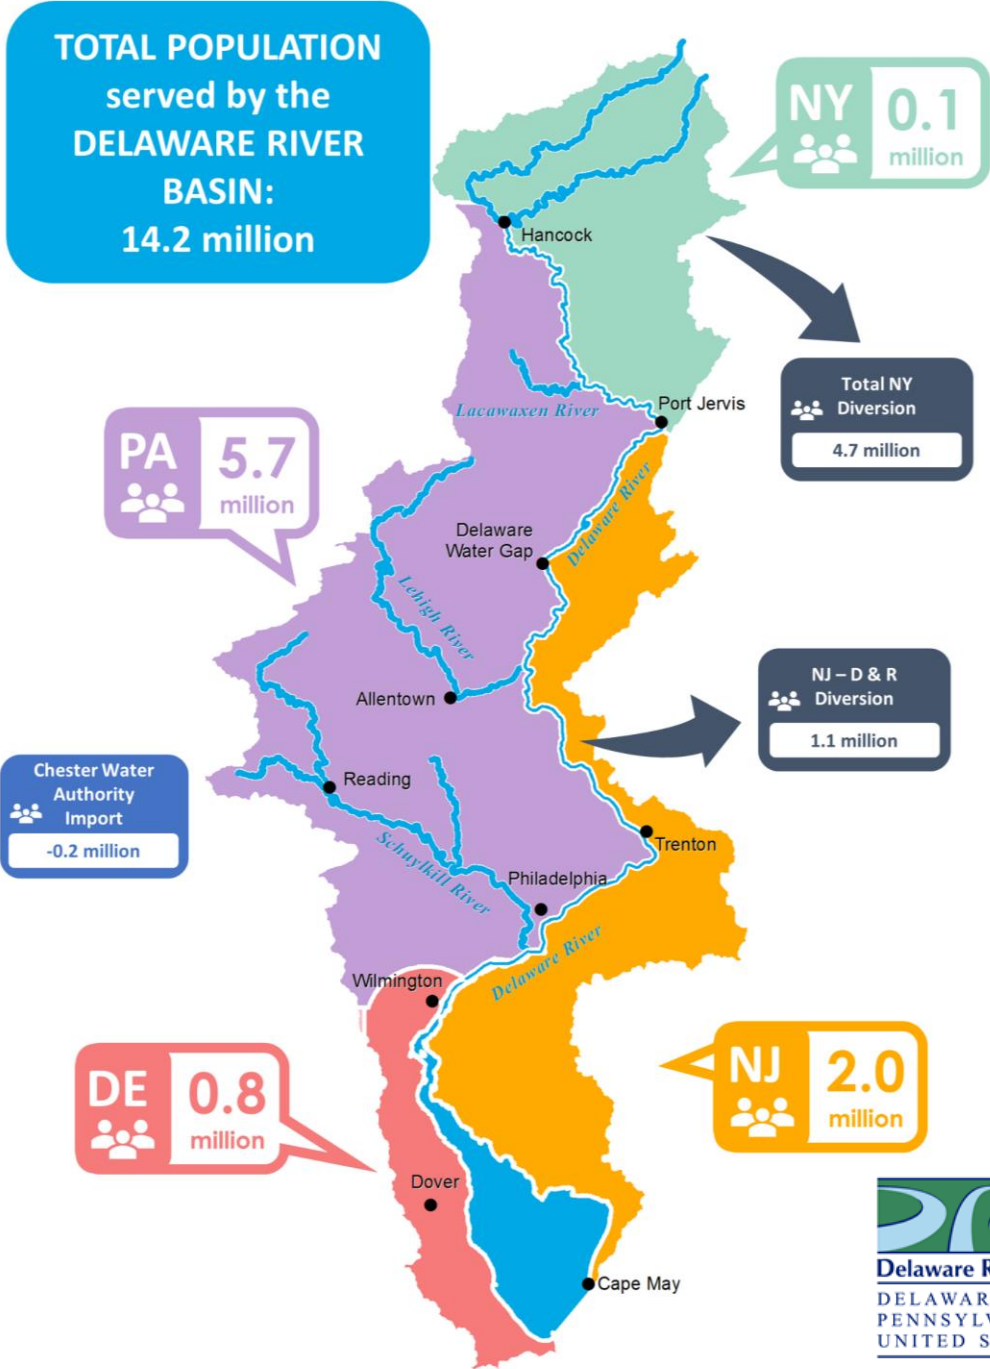 TOTAL POPULATION
served by the
DELAWARE RIVER
BASIN:
14.2 million
NY
0.1
million
Hancock
Total NY
Diversion
4.7 million
Lacawaxen River
Port Jervis
PA
5.7
million
Delaware
Water Gap
Delaware River
Lehigh River
Allentown
NJ – D & R
Diversion
1.1 million
Chester Water
Authority
Import
-0.2 million
Reading
Schuylkill River
Trenton
Philadelphia
Delaware River
Wilmington
DE
0.8
million
NJ
2.0
million
Dover
Cape May
Delaware R
DELAWAR
PENNSYLV
UNITED S